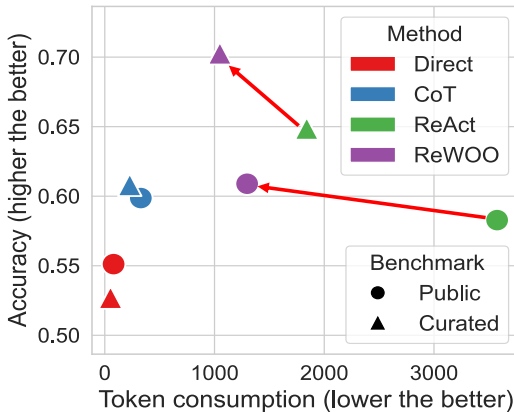 Accuracy (higher the better)
0.70
0.65
0.60
0.55
0.50
Method
Direct
CoT
ReAct
ReWOO
Benchmark
Public
Curated
0 1000 2000 3000
Token consumption (lower the better)